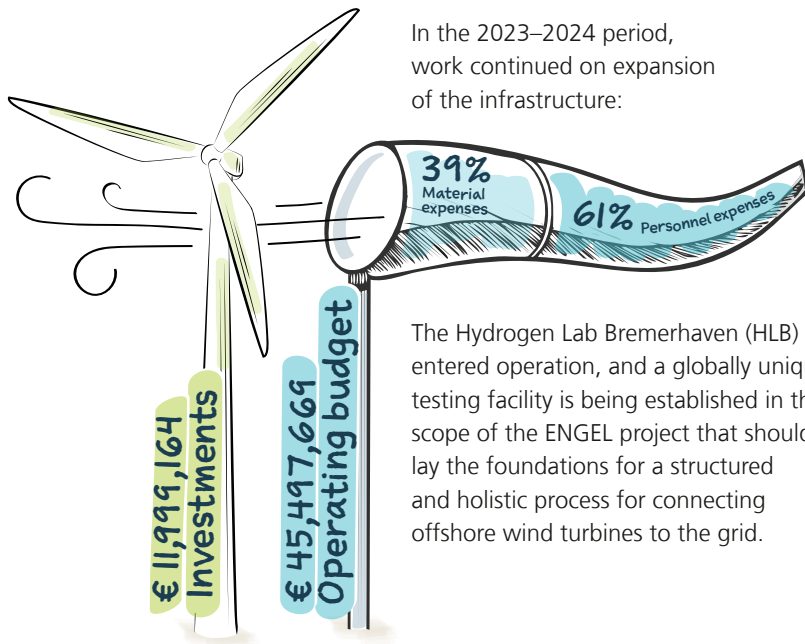 In the 2023–2024 period,
work continued on expansion
of the infrastructure:
39%
Material
expenses
61% Personnel expenses
€ 11,999,164
Investments
€ 45,497,669
Operating budget
The Hydrogen Lab Bremerhaven (HLB)
entered operation, and a globally uniq
testing facility is being established in th
scope of the ENGEL project that should
lay the foundations for a structured
and holistic process for connecting
offshore wind turbines to the grid.